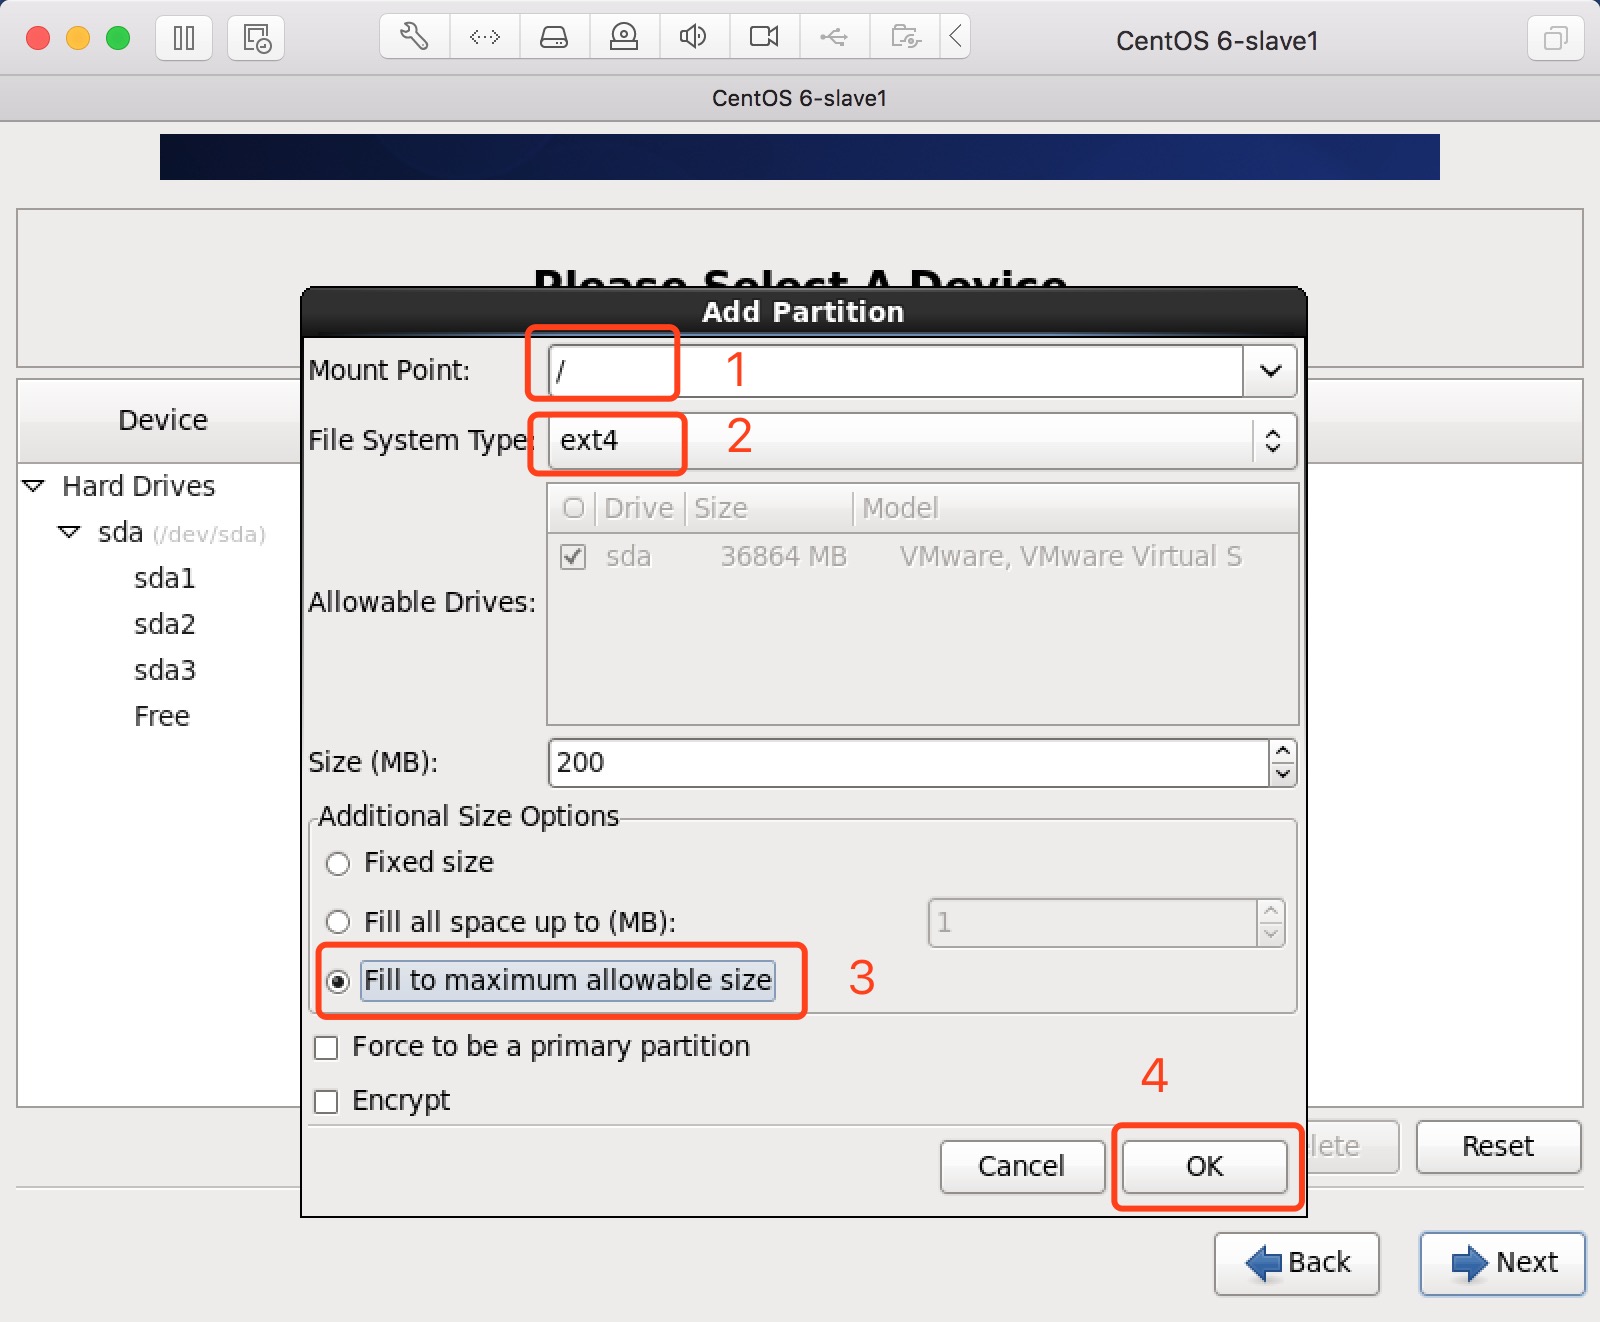 CentOS 6-slave1
CentOS 6-slave1
Please Select A Device
Add Partition
Mount Point: / 1
File System Type: ext4 2
Device
Hard Drives
sda (/dev/sda)
sda1
sda2
sda3
Free
Drive Size Model
sda 36864 MB VMware, VMware Virtual S
Allowable Drives:
Size (MB): 200
Additional Size Options
Fixed size
Fill all space up to (MB): 1
Fill to maximum allowable size 3
Force to be a primary partition
Encrypt
4
Cancel OK
lete Reset
Back Next